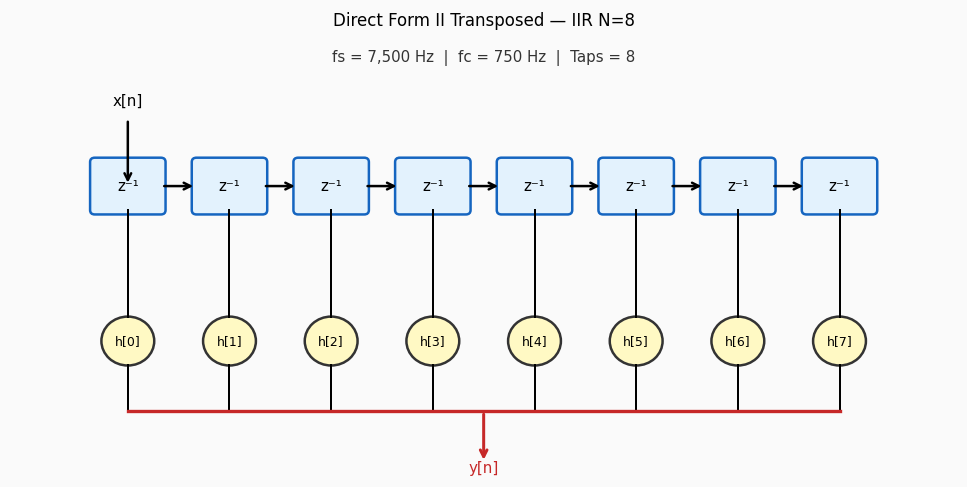 Direct Form II Transposed — IIR N=8
fs = 7,500 Hz | fc = 750 Hz | Taps = 8
x[n]
z⁻¹ z⁻¹ z⁻¹ z⁻¹ z⁻¹ z⁻¹ z⁻¹ z⁻¹
h[0] h[1] h[2] h[3] h[4] h[5] h[6] h[7]
y[n]